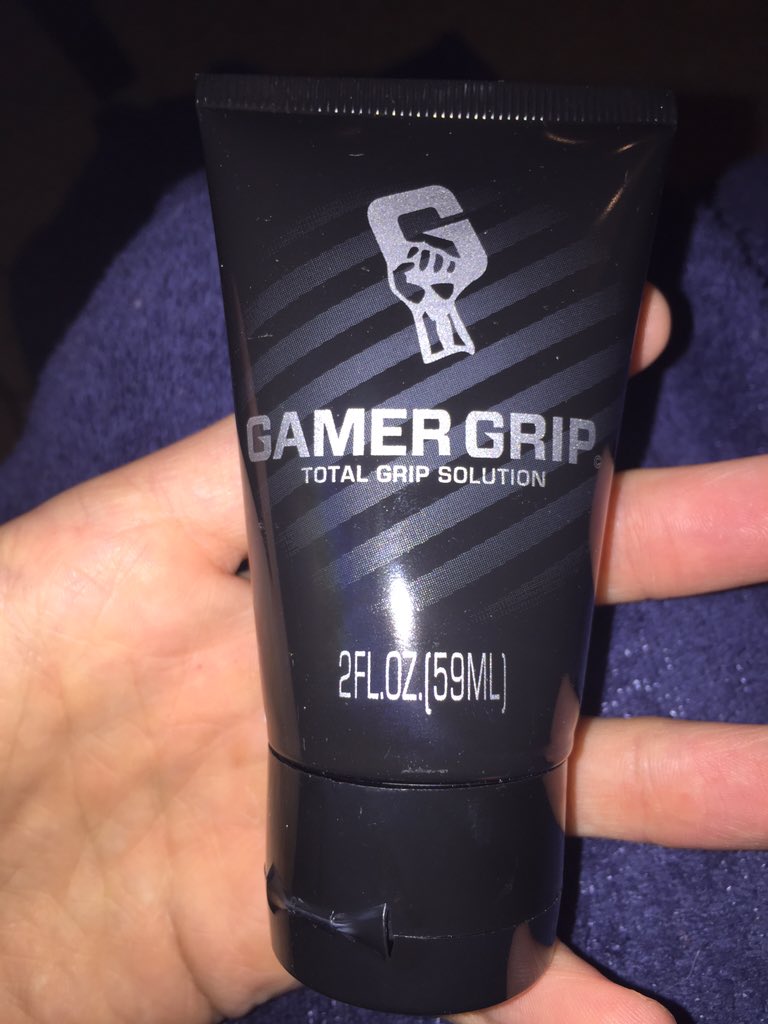 GAMER GRIP©
TOTAL GRIP SOLUTION
2FL.OZ.(59ML)